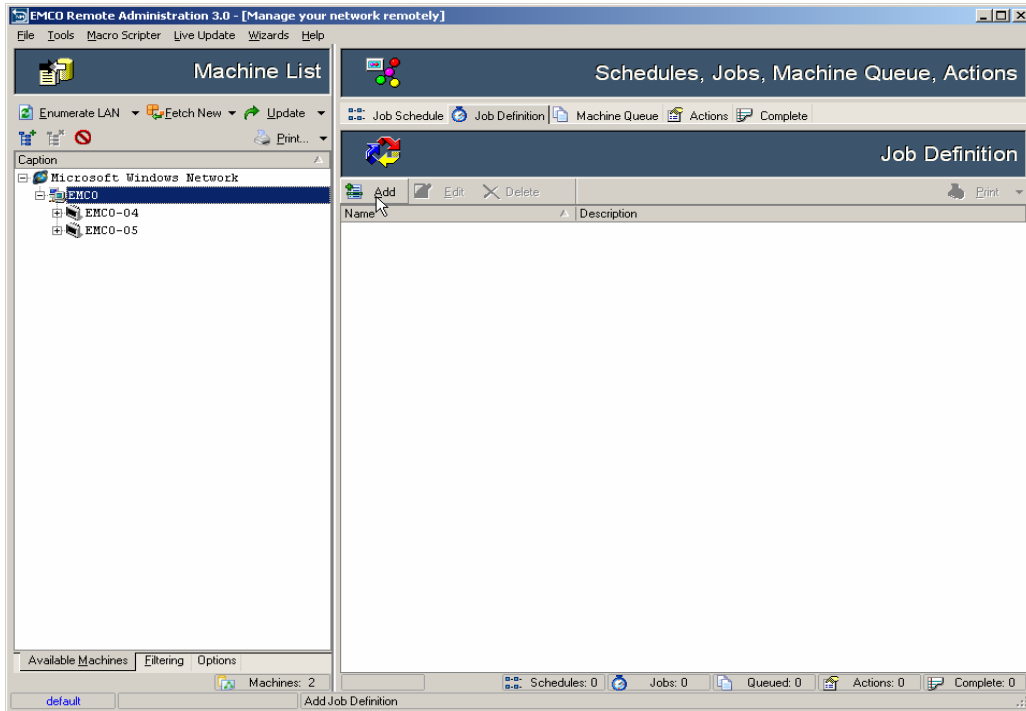 EMCO Remote Administration 3.0 - [Manage your network remotely]
File Tools Macro Scripter Live Update Wizards Help
Machine List
Schedules, Jobs, Machine Queue, Actions
Enumerate LAN Fetch New Update
Job Schedule Job Definition Machine Queue Actions Complete
Print...
Job Definition
Caption
Microsoft Windows Network
EMCO
EMCO-04
EMCO-05
Add Edit Delete Print
Name Description
Available Machines Filtering Options
Machines: 2
Schedules: 0 Jobs: 0 Queued: 0 Actions: 0 Complete: 0
default Add Job Definition